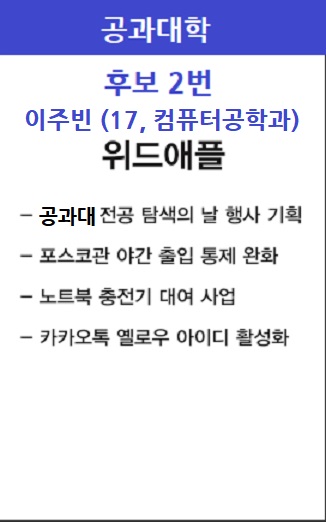 공과대학
후보 2번
이주빈 (17, 컴퓨터공학과)
위드애플
– 공과대 전공 탐색의 날 행사 기획
– 포스코관 야간 출입 통제 완화
– 노트북 충전기 대여 사업
– 카카오톡 옐로우 아이디 활성화